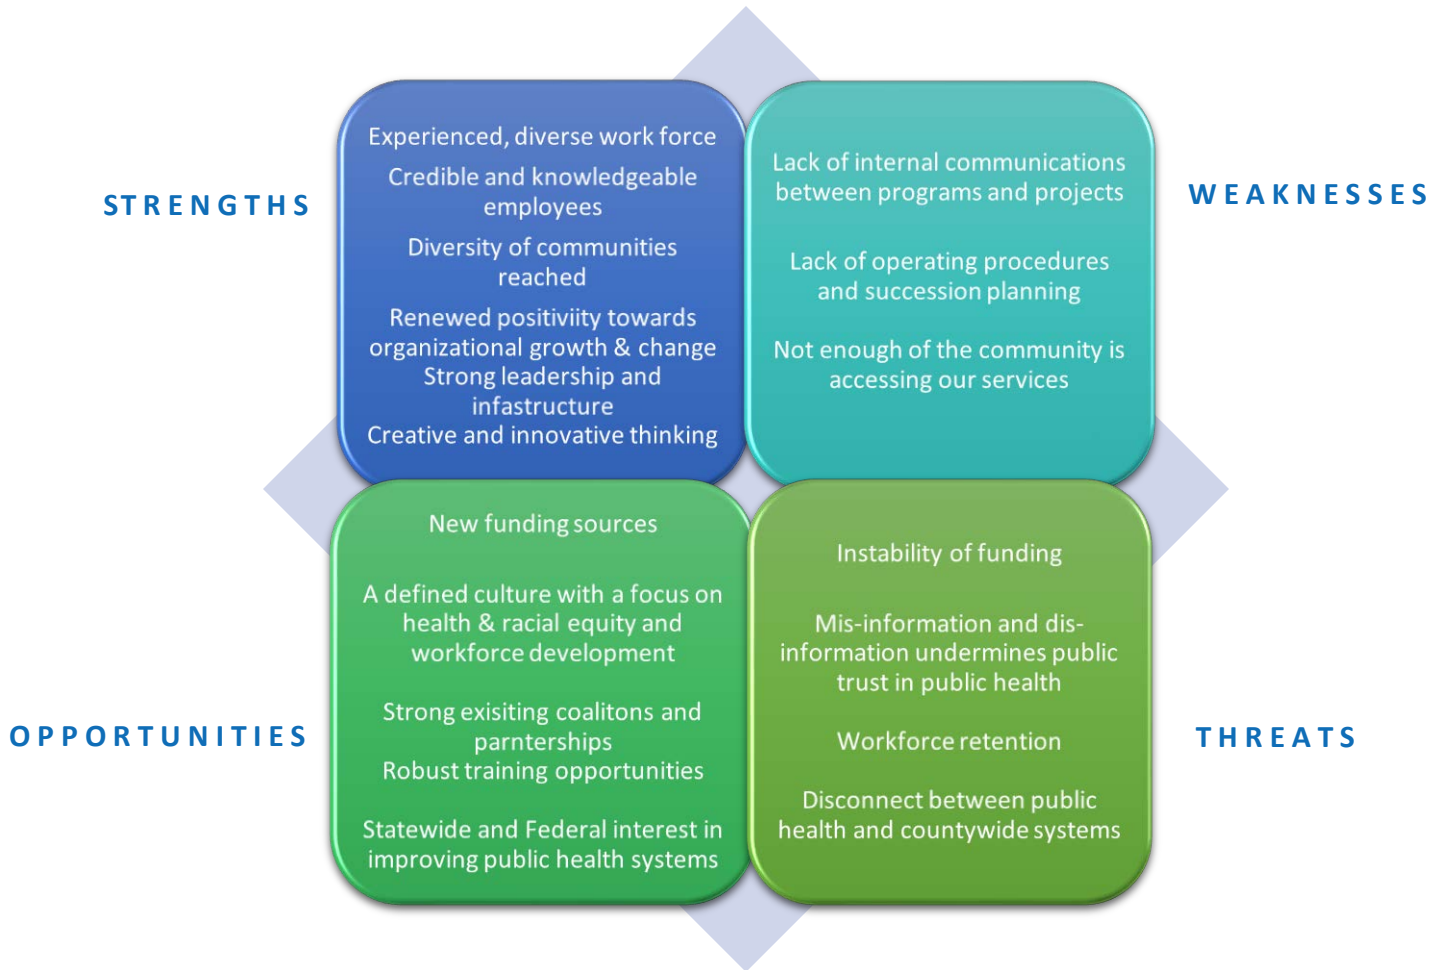 STRENGTHS
Experienced, diverse work force
Credible and knowledgeable
employees
Diversity of communities
reached
Renewed positiviity towards
organizational growth & change
Strong leadership and
infastructure
Creative and innovative thinking
WEAKNESSES
Lack of internal communications
between programs and projects
Lack of operating procedures
and succession planning
Not enough of the community is
accessing our services
OPPORTUNITIES
New funding sources
A defined culture with a focus on
health & racial equity and
workforce development
Strong exisiting coalitons and
parnterships
Robust training opportunities
Statewide and Federal interest in
improving public health systems
THREATS
Instability of funding
Mis-information and dis-
information undermines public
trust in public health
Workforce retention
Disconnect between public
health and countywide systems